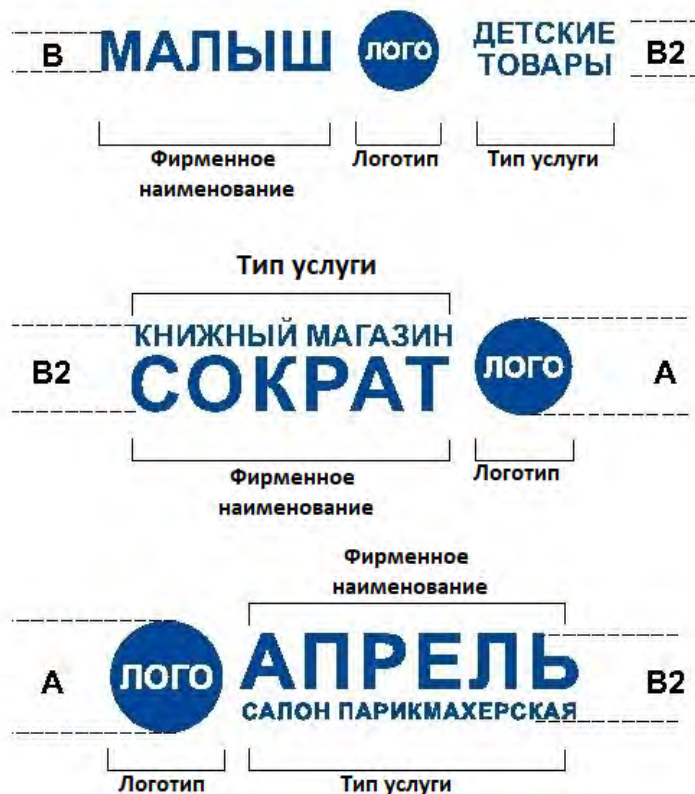 В МАЛЫШ ЛОГО ДЕТСКИЕ ТОВАРЫ В2
Фирменное наименование Логотип Тип услуги
Тип услуги
В2 КНИЖНЫЙ МАГАЗИН СОКРАТ ЛОГО А
Фирменное наименование Логотип
Фирменное наименование
А ЛОГО АПРЕЛЬ САЛОН ПАРИКМАХЕРСКАЯ В2
Логотип Тип услуги